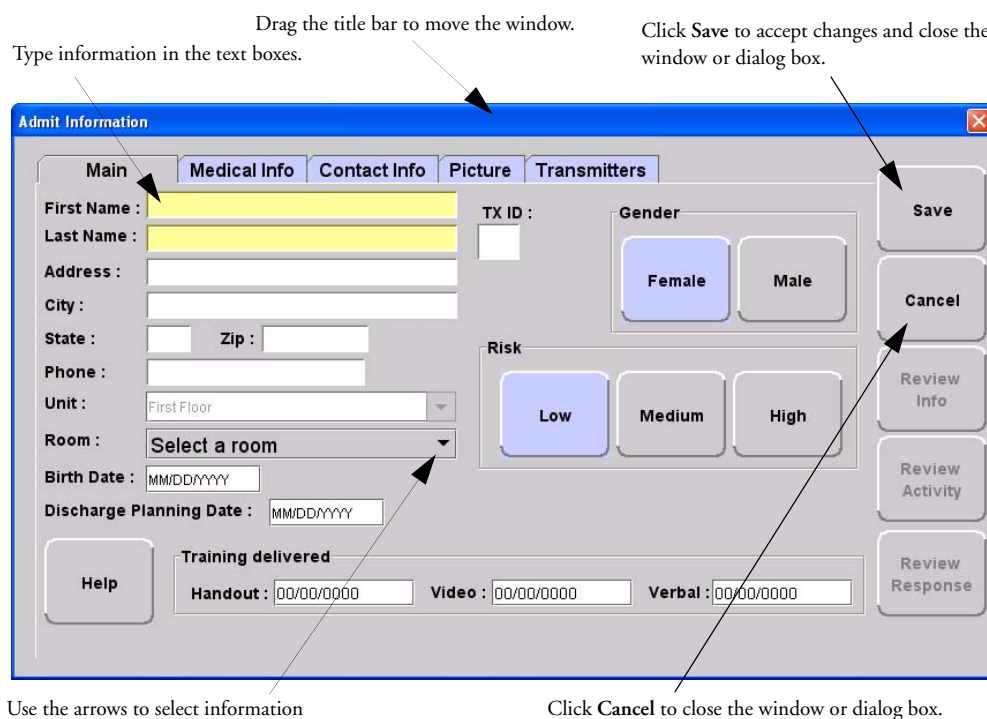 Drag the title bar to move the window.
Click Save to accept changes and close the
window or dialog box.
Type information in the text boxes.
Admit Information
Main Medical Info Contact Info Picture Transmitters
First Name :
Last Name :
Address :
City :
State : Zip :
Phone :
Unit : First Floor
Room : Select a room
Birth Date : MM/DD/YYYY
Discharge Planning Date : MM/DD/YYYY
TX ID :
Gender
Female Male
Risk
Low Medium High
Save
Cancel
Review
Info
Review
Activity
Review
Response
Help
Training delivered
Handout : 00/00/0000 Video : 00/00/0000 Verbal : 00/00/0000
Use the arrows to select information
Click Cancel to close the window or dialog box.